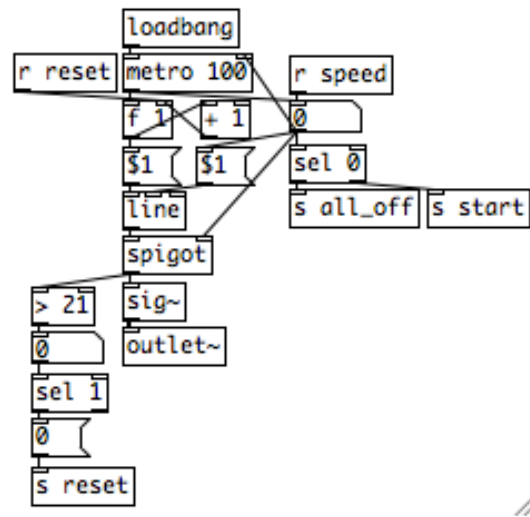 loadbang
r reset
metro 100
r speed
f 1
+ 1
0
$1
$1
sel 0
line
s all_off
s start
spigot
> 21
sig~
0
outlet~
sel 1
0
s reset